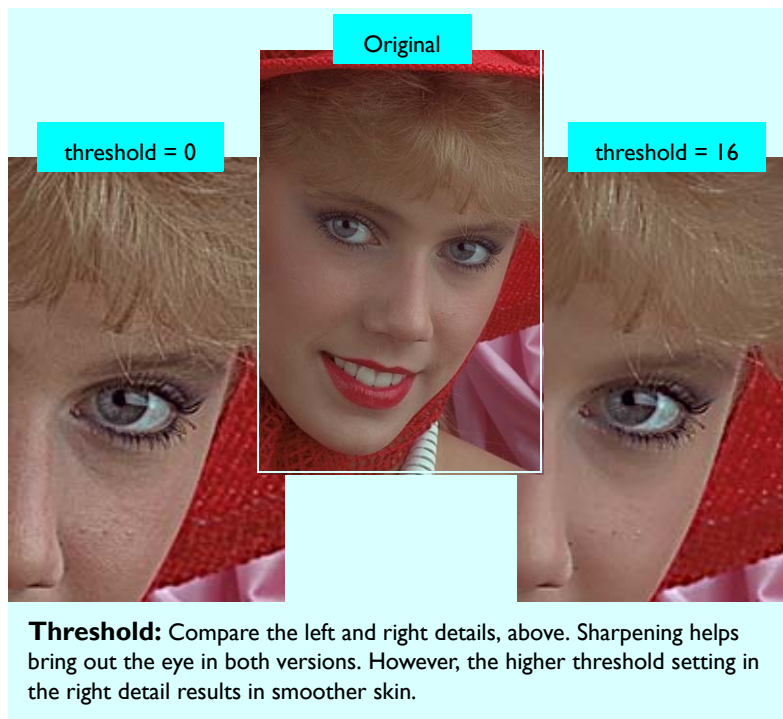 Original
threshold = 0
threshold = 16
Threshold: Compare the left and right details, above. Sharpening helps
bring out the eye in both versions. However, the higher threshold setting in
the right detail results in smoother skin.